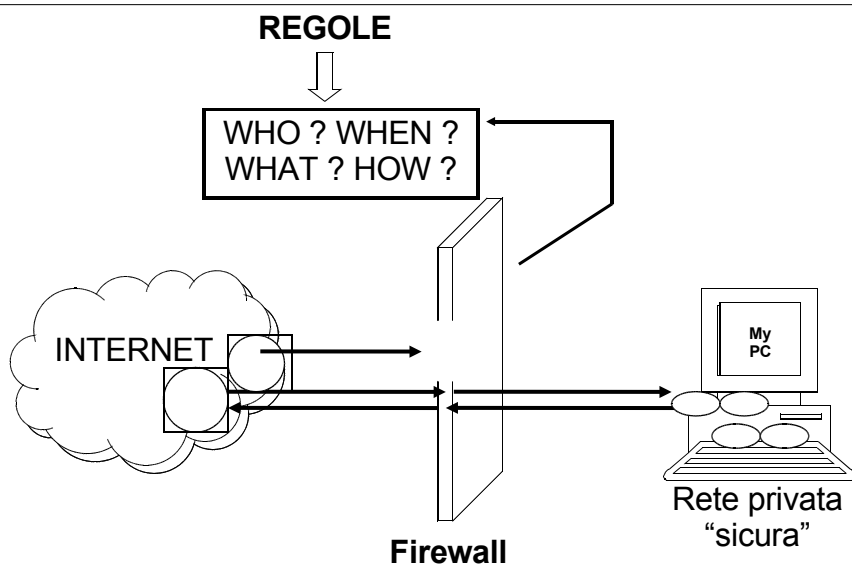 REGOLE
WHO ? WHEN ?
WHAT ? HOW ?
INTERNET
My
PC
Rete privata
“sicura”
Firewall